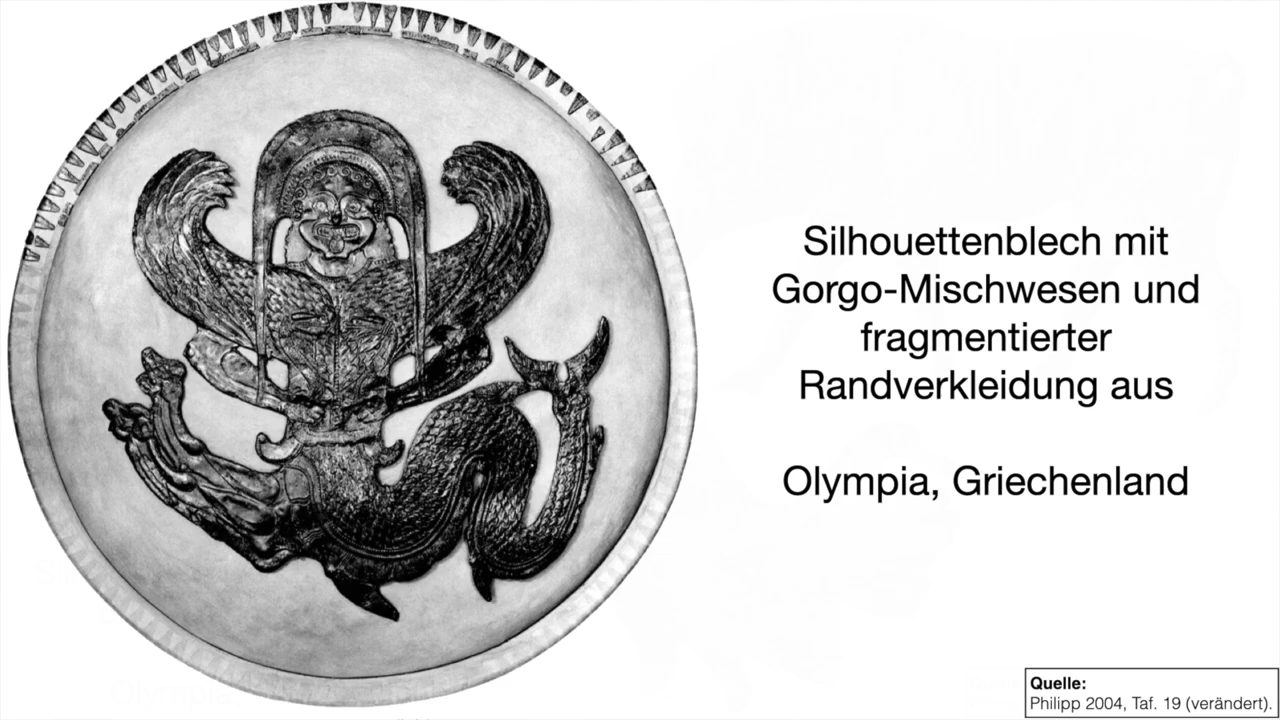 Silhouettenblech mit
Gorgo-Mischwesen und
fragmentierter
Randverkleidung aus
Olympia, Griechenland
Quelle:
Philipp 2004, Taf. 19 (verändert).